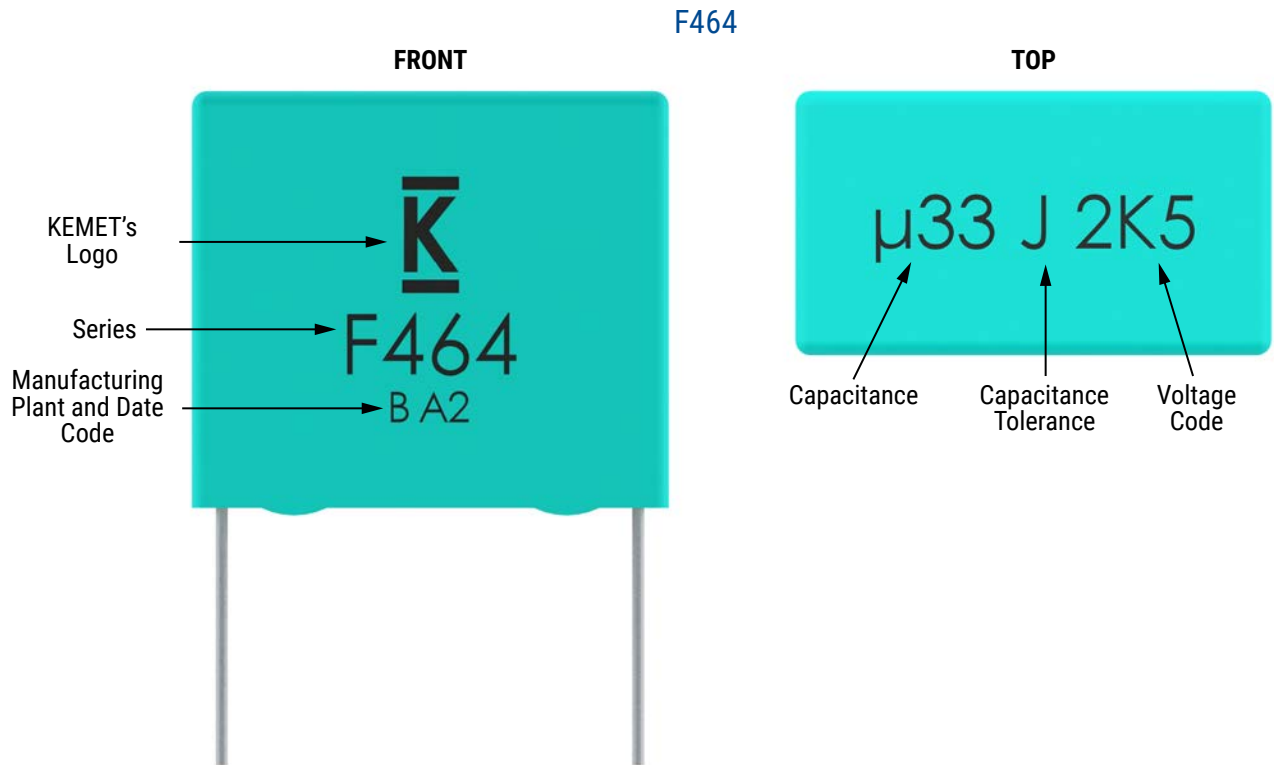 F464
FRONT
TOP
K
F464
B A2
KEMET’s
Logo
Series
Manufacturing
Plant and Date
Code
µ33 J 2K5
Capacitance
Capacitance
Tolerance
Voltage
Code